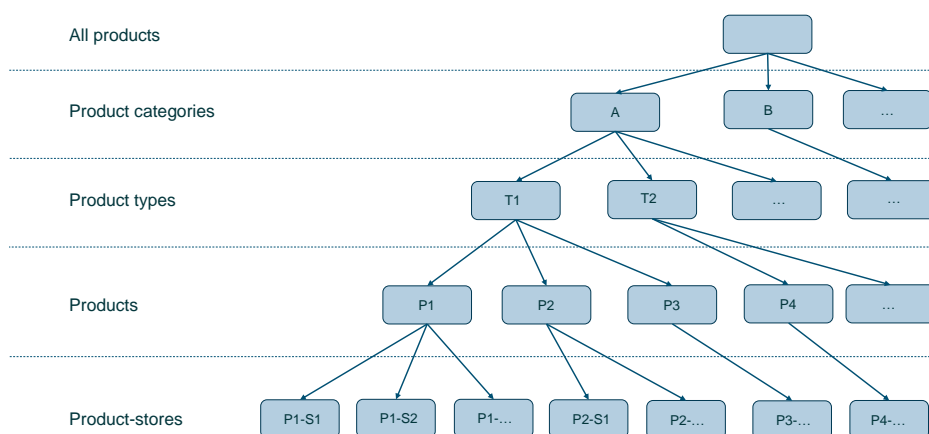 All products
Product categories
A
B
...
Product types
T1
T2
...
...
Products
P1
P2
P3
P4
...
Product-stores
P1-S1
P1-S2
P1-...
P2-S1
P2-...
P3-...
P4-...